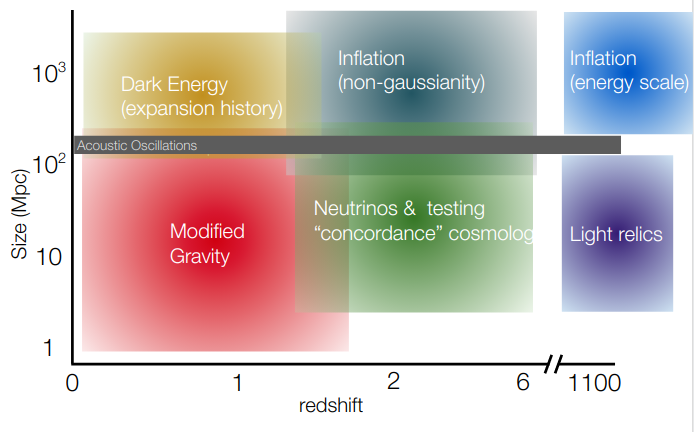 10³
10²
10
1
Size (Mpc)
Dark Energy
(expansion history)
Inflation
(non-gaussianity)
Inflation
(energy scale)
Acoustic Oscillations
Modified
Gravity
Neutrinos & testing
“concordance” cosmolog
Light relics
0
1
2
6
1100
redshift